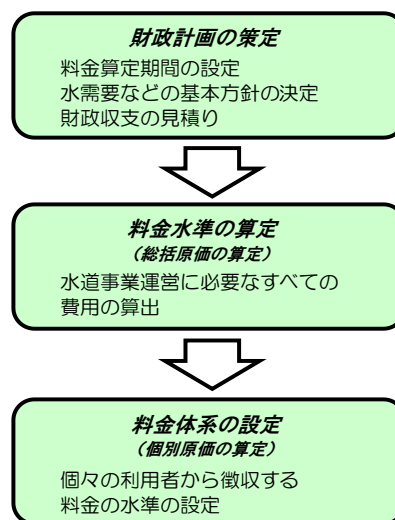 財政計画の策定
料金算定期間の設定
水需要などの基本方針の決定
財政収支の見積り
料金水準の算定
（総括原価の算定）
水道事業運営に必要なすべての
費用の算出
料金体系の設定
（個別原価の算定）
個々の利用者から徴収する
料金の水準の設定